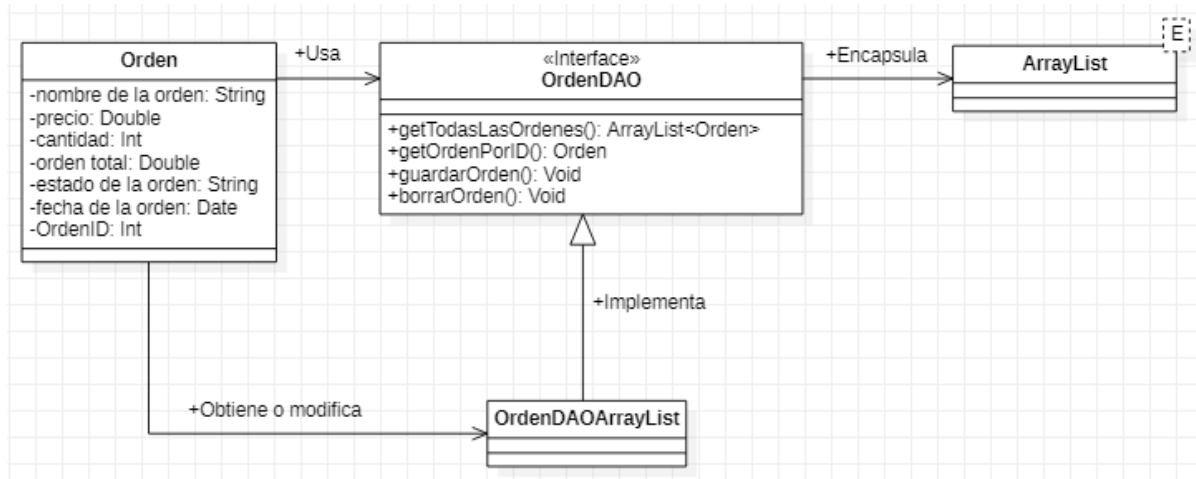 Orden
-nombre de la orden: String
-precio: Double
-cantidad: Int
-orden total: Double
-estado de la orden: String
-fecha de la orden: Date
-OrdenID: Int
+Usa
«Interface»
OrdenDAO
+getTodasLasOrdenes(): ArrayList<Orden>
+getOrdenPorID(): Orden
+guardarOrden(): Void
+borrarOrden(): Void
+Encapsula
E
ArrayList
+Implementa
+Obtiene o modifica
OrdenDAOArrayList